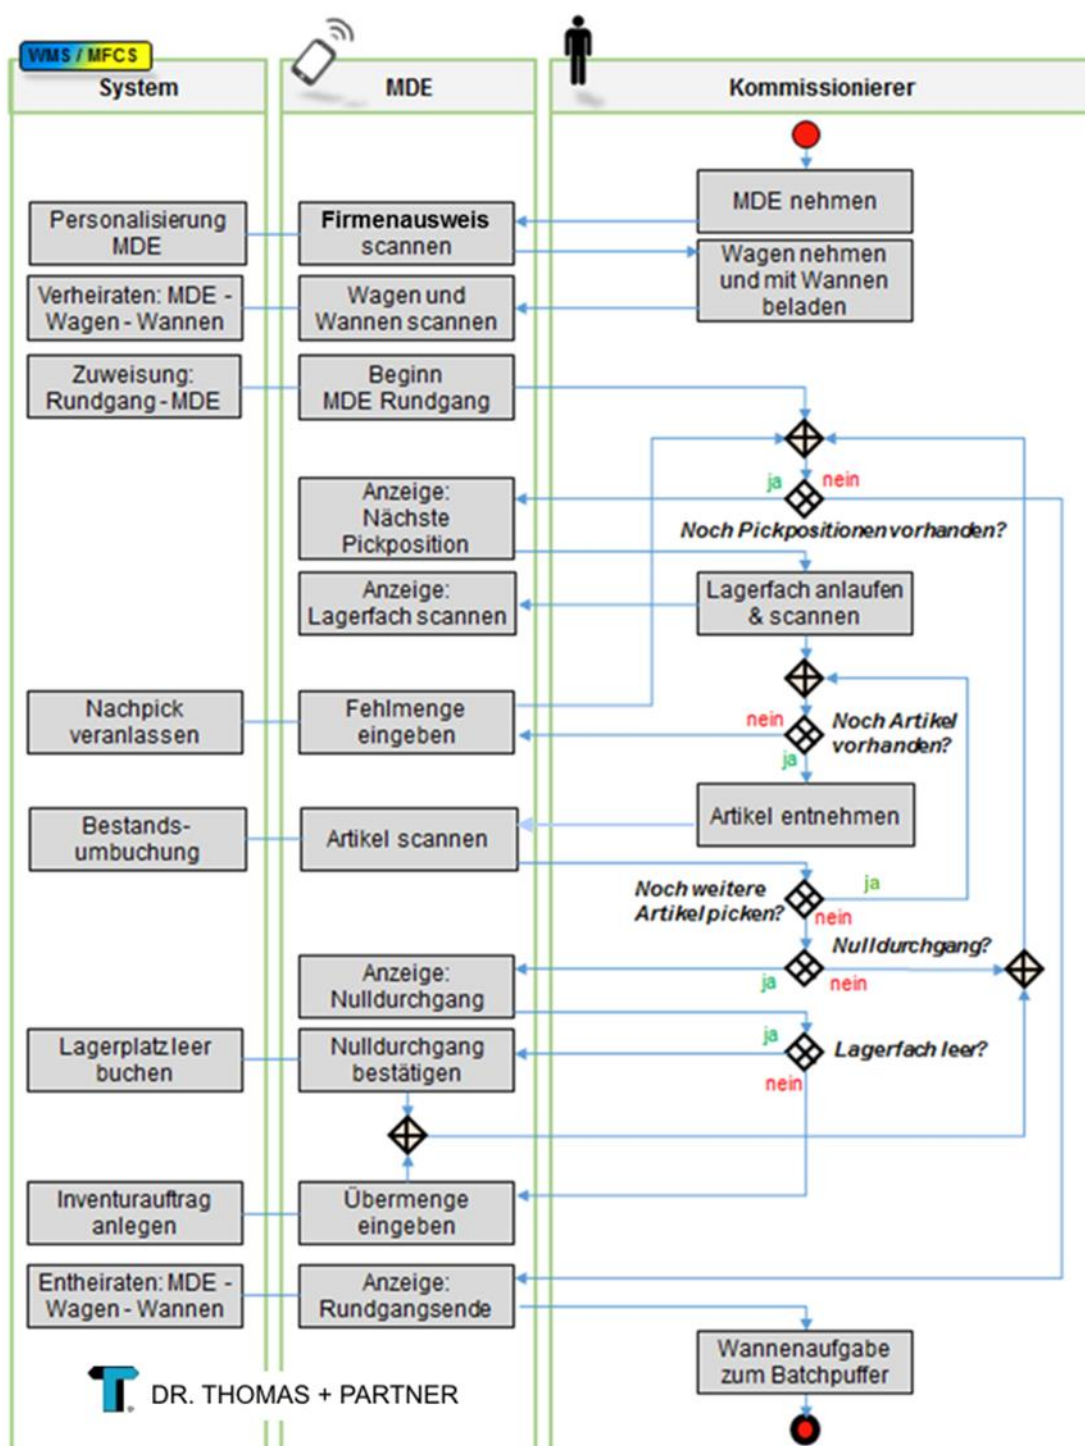 WMS / MFCS
System
MDE
Kommissionierer
MDE nehmen
Personalisierung
MDE
Firmenausweis
scannen
Wagen nehmen
und mit Wannen
beladen
Verheiraten: MDE -
Wagen - Wannen
Wagen und
Wannen scannen
Zuweisung:
Rundgang - MDE
Beginn
MDE Rundgang
ja
nein
Noch Pickpositionen vorhanden?
Anzeige:
Nächste
Pickposition
Anzeige:
Lagerfach scannen
Lagerfach anlaufen
& scannen
Nachpick
veranlassen
Fehlmenge
eingeben
nein
Noch Artikel
vorhanden?
ja
Artikel entnehmen
Bestands-
umbuchung
Artikel scannen
Noch weitere
Artikel picken?
ja
nein
Nulldurchgang?
Anzeige:
Nulldurchgang
ja
nein
Lagerplatz leer
buchen
Nulldurchgang
bestätigen
ja
Lagerfach leer?
nein
Inventurauftrag
anlegen
Übermenge
eingeben
Entheiraten: MDE -
Wagen - Wannen
Anzeige:
Rundgangsende
Wannenaufgabe
zum Batchpuffer
DR. THOMAS + PARTNER